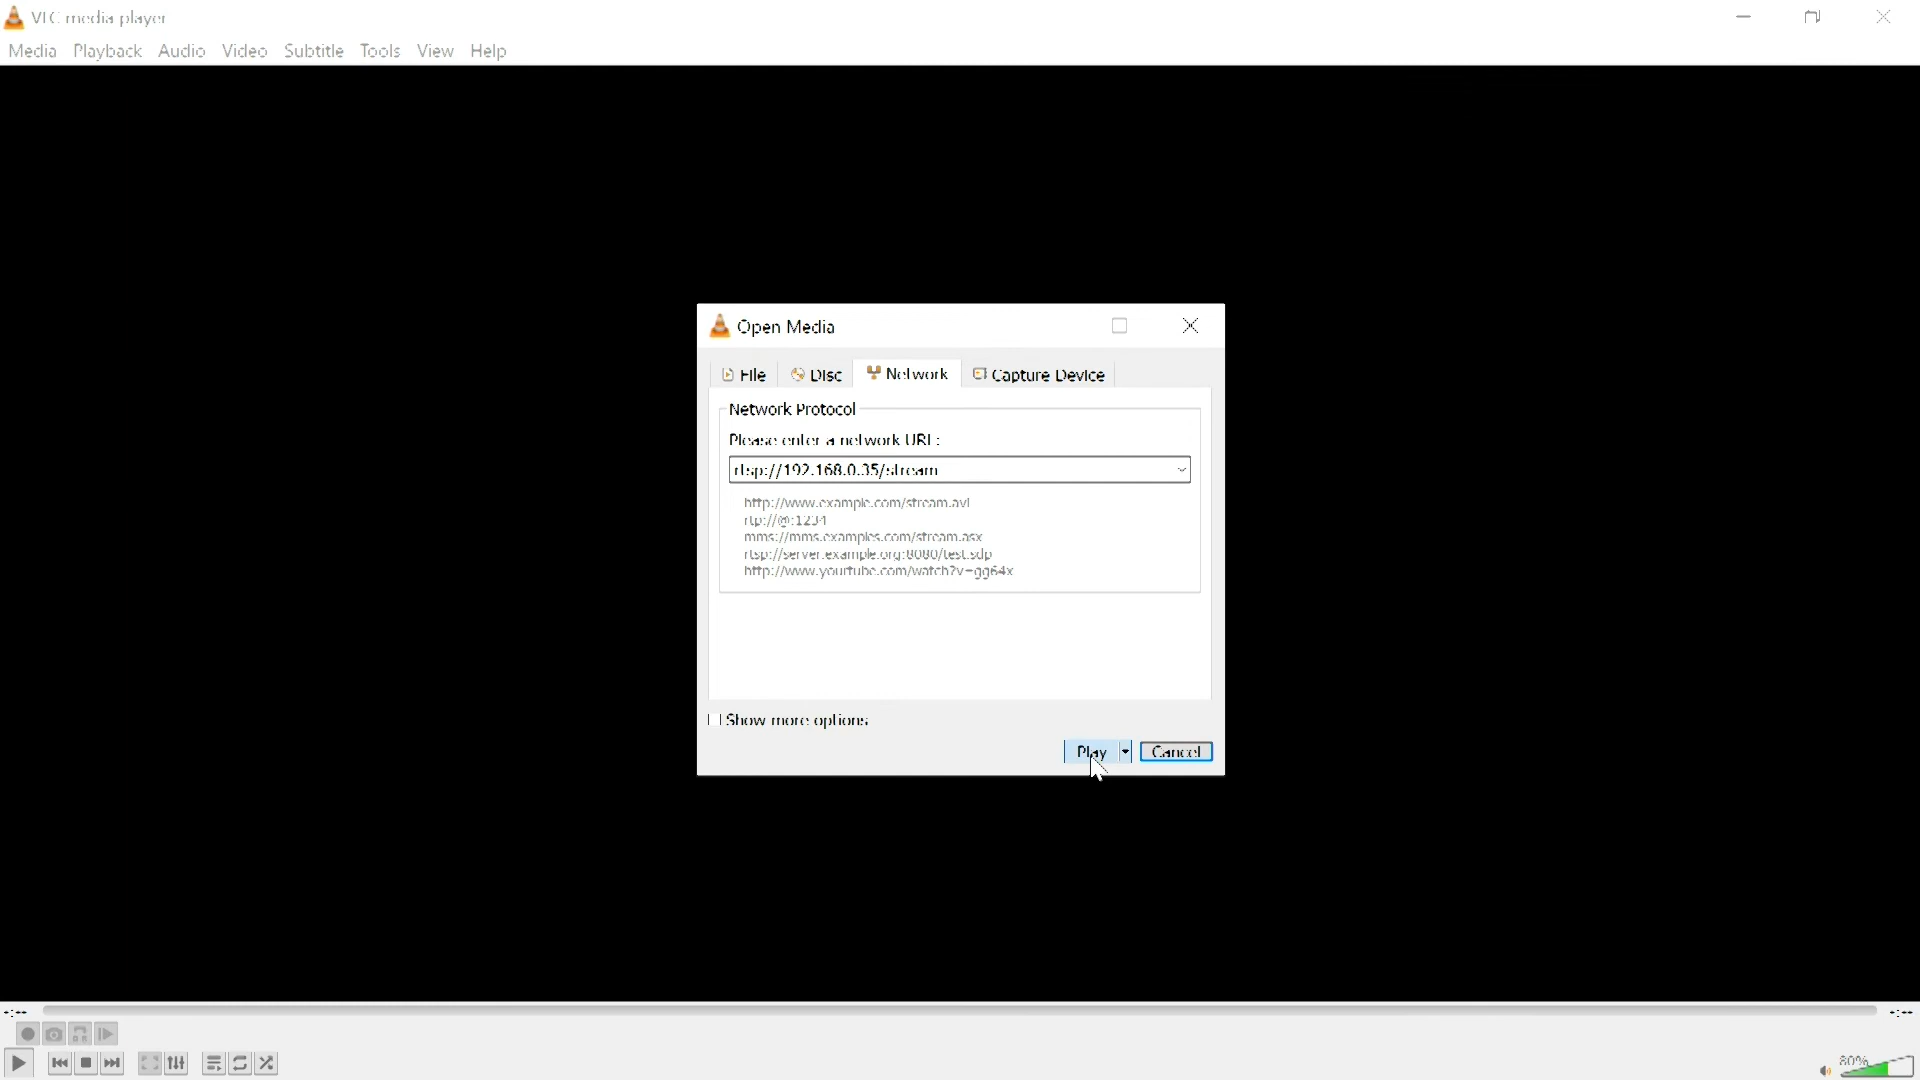 VLC media player
Media Playback Audio Video Subtitle Tools View Help
Open Media
File Disc Network Capture Device
Network Protocol
Please enter a network URL:
rtsp://192.168.0.35/stream
http://www.example.com/stream.avi
rtp://@:1234
mms://mms.examples.com/stream.asx
rtsp://server.example.org:8080/test.sdp
http://www.yourtube.com/watch?v=gg64x
Show more options
Play Cancel
--:-- --:--
80%